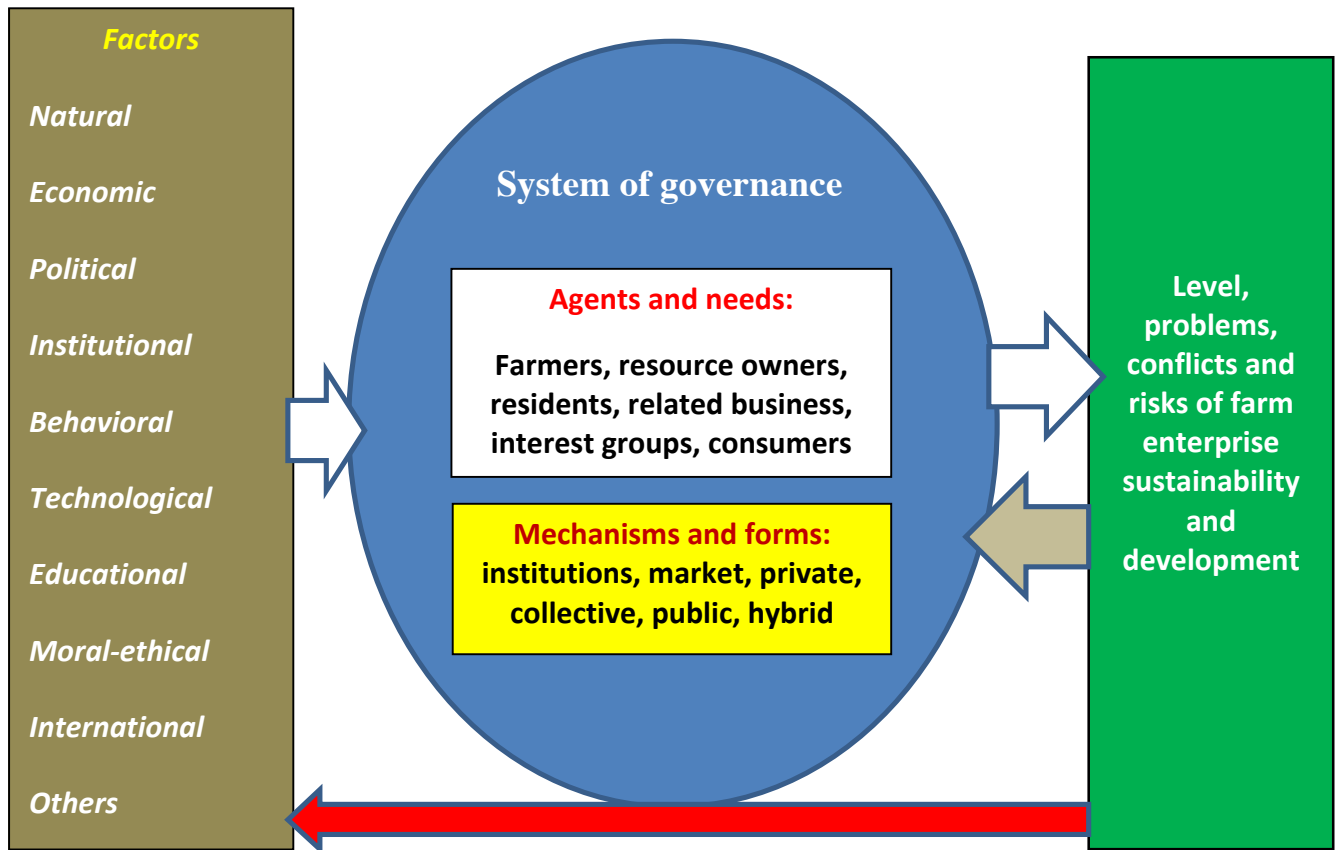 Factors
Natural
Economic
Political
Institutional
Behavioral
Technological
Educational
Moral-ethical
International
Others
System of governance
Agents and needs:
Farmers, resource owners,
residents, related business,
interest groups, consumers
Mechanisms and forms:
institutions, market, private,
collective, public, hybrid
Level,
problems,
conflicts and
risks of farm
enterprise
sustainability
and
development